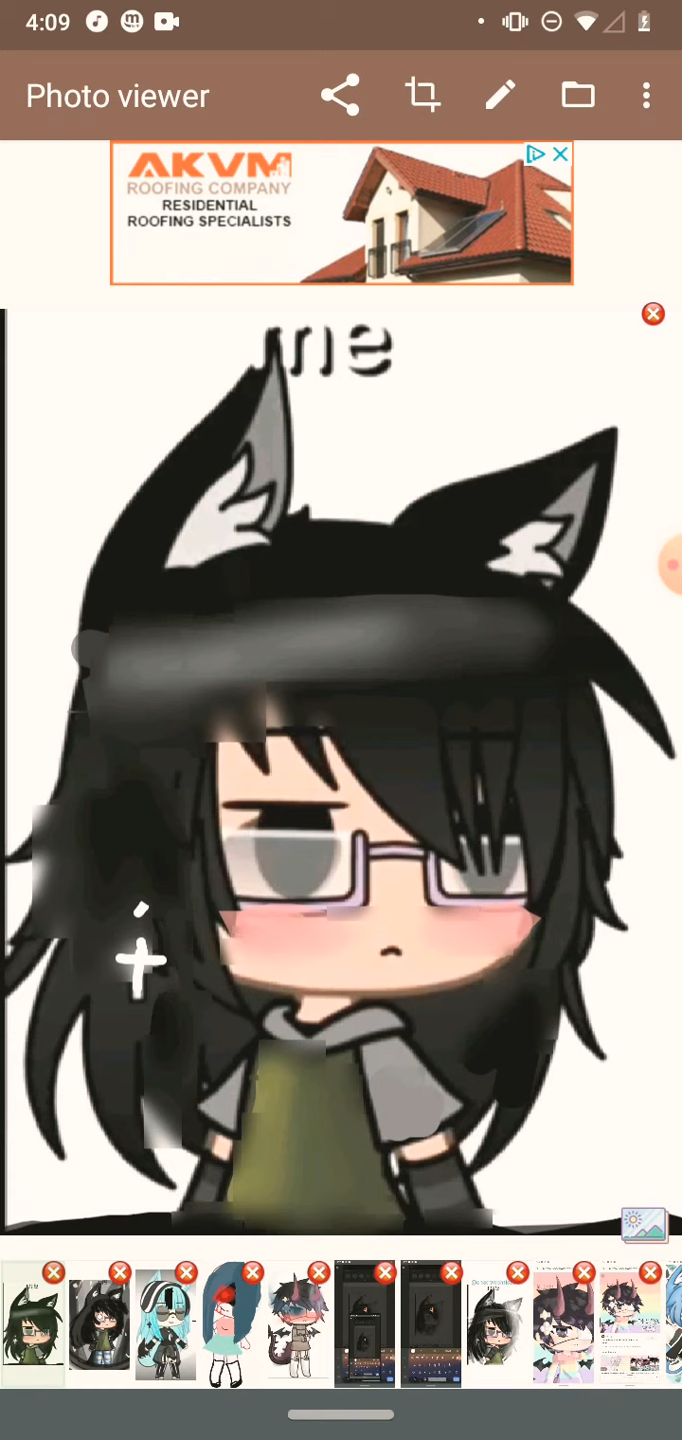 4:09
Photo viewer
AKVM
ROOFING COMPANY
RESIDENTIAL
ROOFING SPECIALISTS
me